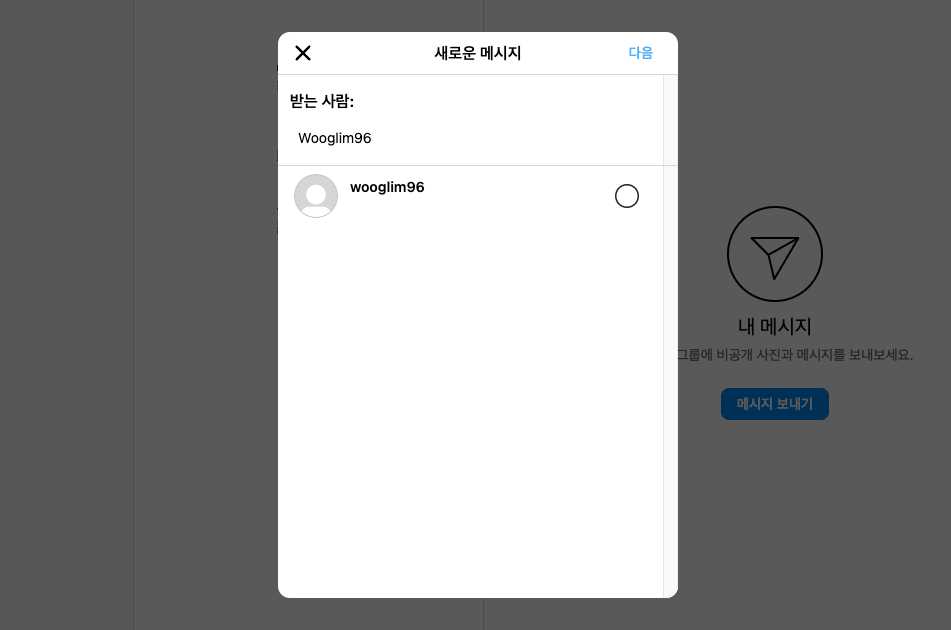 새로운 메시지
다음
받는 사람:
Wooglim96
wooglim96
내 메시지
그룹에 비공개 사진과 메시지를 보내보세요.
메시지 보내기